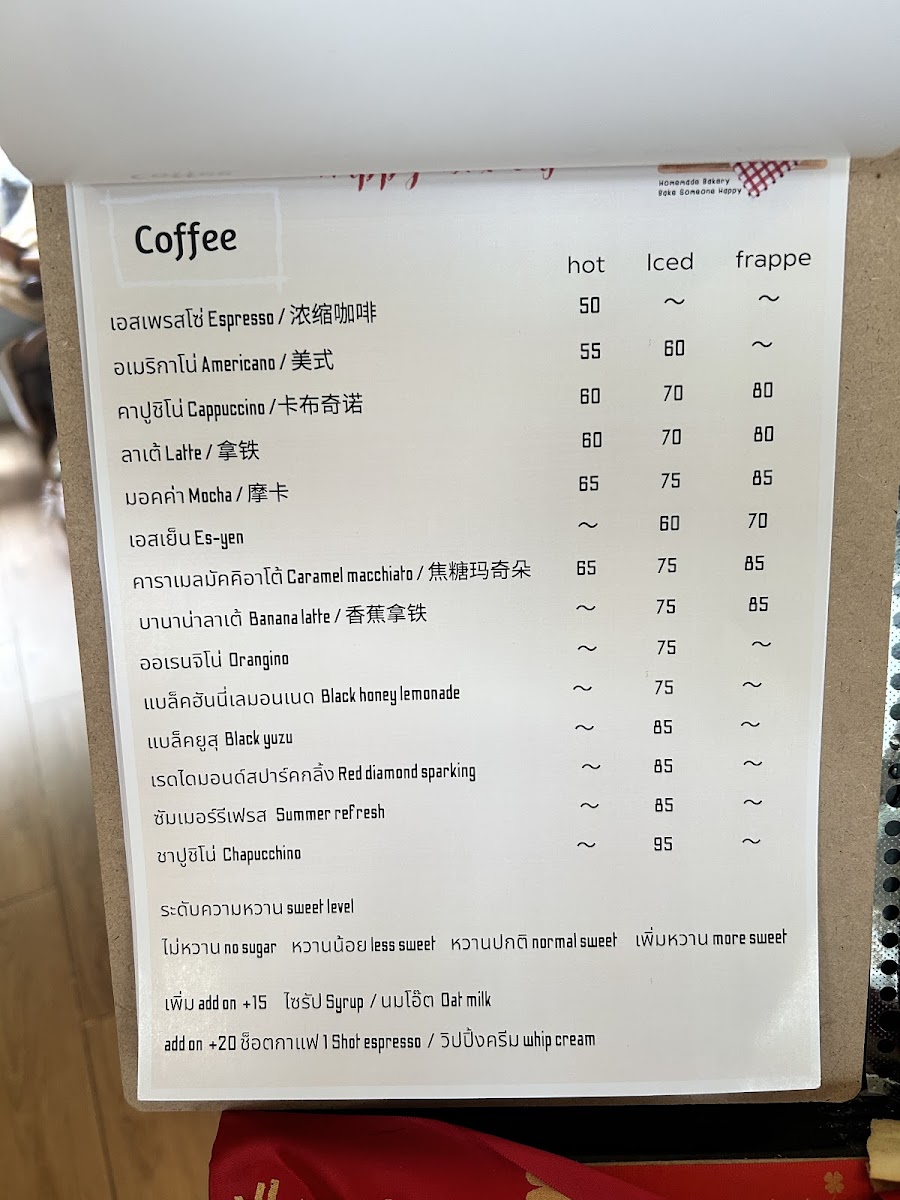 Homemade Bakery
Bake Someone Happy
Coffee
hot Iced frappe
เอสเพรสโซ่ Espresso / 浓缩咖啡 50 ~ ~
อเมริกาโน่ Americano / 美式 55 60 ~
คาปูชิโน่ Cappuccino / 卡布奇诺 60 70 80
ลาเต้ Latte / 拿铁 60 70 80
มอคค่า Mocha / 摩卡 65 75 85
เอสเย็น Es-yen ~ 60 70
คาราเมลมัคคิอาโต้ Caramel macchiato / 焦糖玛奇朵 65 75 85
บานาน่าลาเต้ Banana latte / 香蕉拿铁 ~ 75 85
ออเรนจิโน่ Orangino ~ 75 ~
แบล็คฮันนี่เลมอนเนด Black honey lemonade ~ 75 ~
แบล็คยูสุ Black yuzu ~ 85 ~
เรดไดมอนด์สปาร์คกลิ้ง Red diamond sparking ~ 85 ~
ซัมเมอร์รีเฟรส Summer refresh ~ 85 ~
ชาปูชิโน่ Chapucchino ~ 95 ~
ระดับความหวาน sweet level
ไม่หวาน no sugar หวานน้อย less sweet หวานปกติ normal sweet เพิ่มหวาน more sweet
เพิ่ม add on +15 ไซรัป Syrup / นมโอ๊ต Oat milk
add on +20 ช็อตกาแฟ 1 Shot espresso / วิปปิ้งครีม whip cream